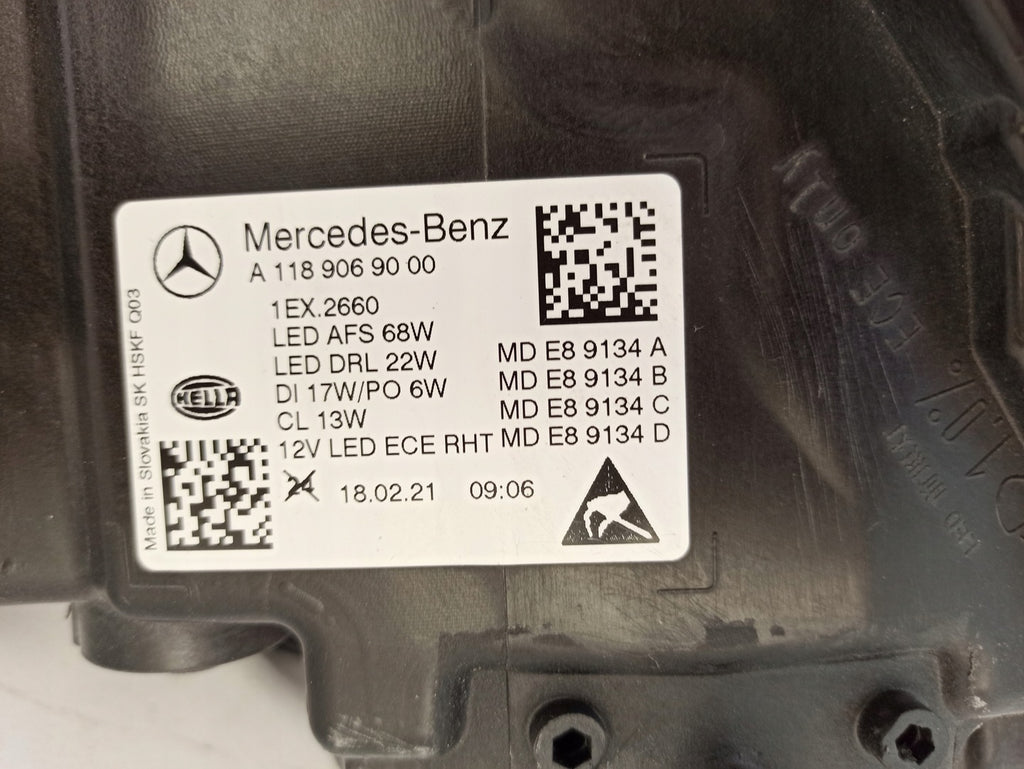 Mercedes-Benz
A 118 906 90 00
1EX.2660
LED AFS 68W
LED DRL 22W
DI 17W/PO 6W
CL 13W
12V LED ECE RHT
MD E8 9134 A
MD E8 9134 B
MD E8 9134 C
MD E8 9134 D
HELLA
24 18.02.21 09:06
Made in Slovakia SK HSKF Q03
ECE ONLY